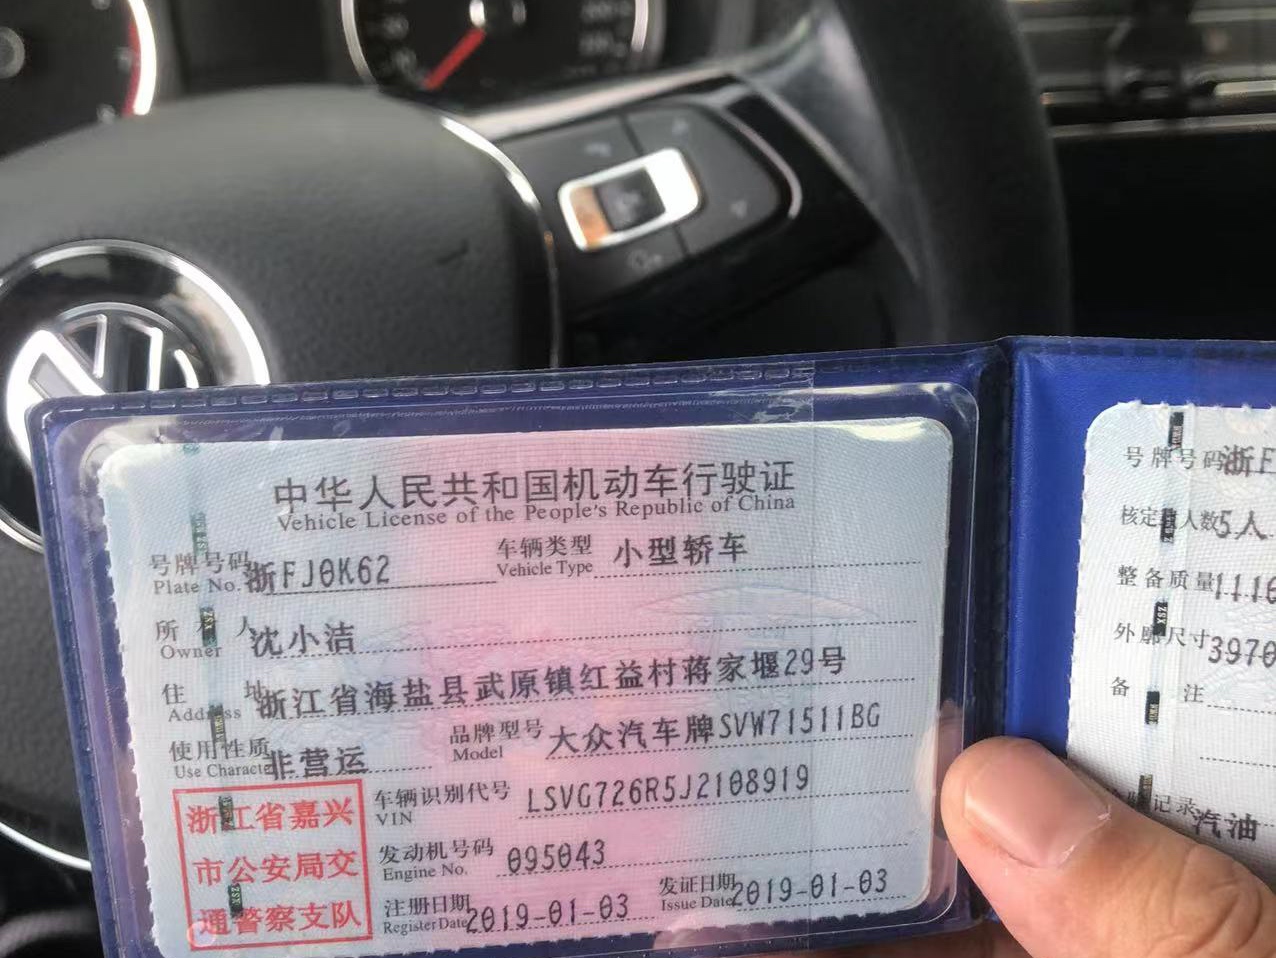 中华人民共和国机动车行驶证
Vehicle License of the People's Republic of China
号牌号码 浙FJ0K62 车辆类型 小型轿车
Plate No. Vehicle Type
所有人 沈小洁
Owner
住址 浙江省海盐县武原镇红益村蒋家堰29号
Address
使用性质 非营运 品牌型号 大众汽车牌SVW71511BG
Use Character Model
浙江省嘉兴
市公安局交
通警察支队
车辆识别代号 LSVG726R5J2108919
VIN
发动机号码 095043
Engine No.
注册日期 2019-01-03 发证日期 2019-01-03
Register Date Issue Date
号牌号码 浙F
核定载人数 5人
整备质量 1116
外廓尺寸 3970
备注
记录
汽油